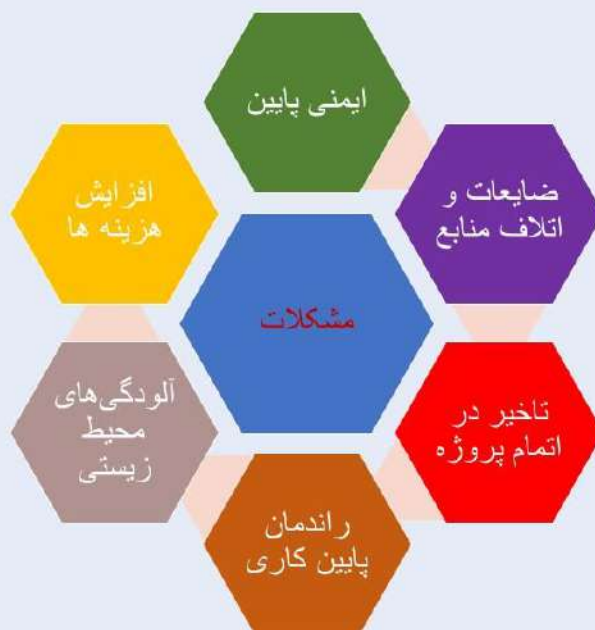 ایمنی پایین
ضایعات و
اتلاف منابع
تاخیر در
اتمام پروژه
راندمان
پایین کاری
آلودگی‌های
محیط
زیستی
افزایش
هزینه ها
مشکلات